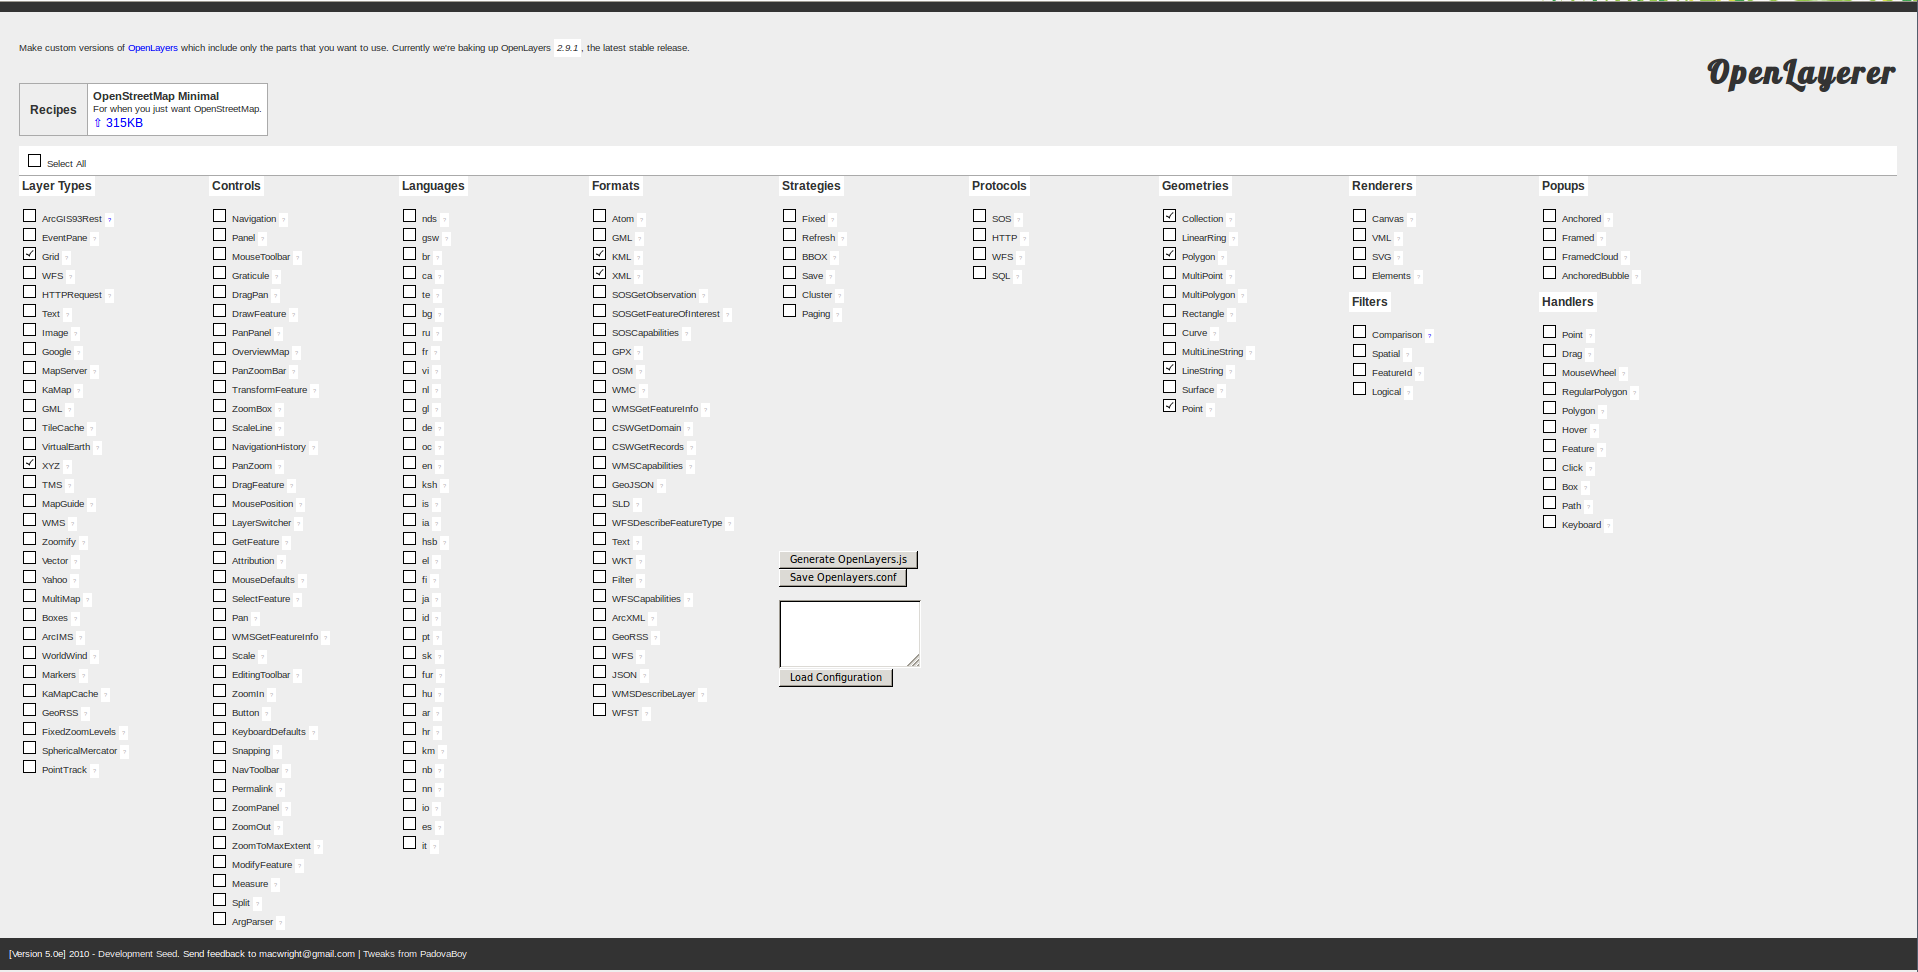 Make custom versions of OpenLayers which include only the parts that you want to use. Currently we're baking up OpenLayers 2.9.1 , the latest stable release.
OpenLayerer
Recipes
OpenStreetMap Minimal
For when you just want OpenStreetMap.
⇧ 315KB
Select All
Layer Types
ArcGIS93Rest ?
EventPane ?
Grid ?
WFS ?
HTTPRequest ?
Text ?
Image ?
Google ?
MapServer ?
KaMap ?
GML ?
TileCache ?
VirtualEarth ?
XYZ ?
TMS ?
MapGuide ?
WMS ?
Zoomify ?
Vector ?
Yahoo ?
MultiMap ?
Boxes ?
ArcIMS ?
WorldWind ?
Markers ?
KaMapCache ?
GeoRSS ?
FixedZoomLevels ?
SphericalMercator ?
PointTrack ?
Controls
Navigation ?
Panel ?
MouseToolbar ?
Graticule ?
DragPan ?
DrawFeature ?
PanPanel ?
OverviewMap ?
PanZoomBar ?
TransformFeature ?
ZoomBox ?
ScaleLine ?
NavigationHistory ?
PanZoom ?
DragFeature ?
MousePosition ?
LayerSwitcher ?
GetFeature ?
Attribution ?
MouseDefaults ?
SelectFeature ?
Pan ?
WMSGetFeatureInfo ?
Scale ?
EditingToolbar ?
ZoomIn ?
Button ?
KeyboardDefaults ?
Snapping ?
NavToolbar ?
Permalink ?
ZoomPanel ?
ZoomOut ?
ZoomToMaxExtent ?
ModifyFeature ?
Measure ?
Split ?
ArgParser ?
Languages
nds ?
gsw ?
br ?
ca ?
te ?
bg ?
ru ?
fr ?
vi ?
nl ?
gl ?
de ?
oc ?
en ?
ksh ?
is ?
ia ?
hsb ?
el ?
fi ?
ja ?
id ?
pt ?
sk ?
fur ?
hu ?
ar ?
hr ?
km ?
nb ?
nn ?
io ?
es ?
it ?
Formats
Atom ?
GML ?
KML ?
XML ?
SOSGetObservation ?
SOSGetFeatureOfInterest ?
SOSCapabilities ?
GPX ?
OSM ?
WMC ?
WMSGetFeatureInfo ?
CSWGetDomain ?
CSWGetRecords ?
WMSCapabilities ?
GeoJSON ?
SLD ?
WFSDescribeFeatureType ?
Text ?
WKT ?
Filter ?
WFSCapabilities ?
ArcXML ?
GeoRSS ?
WFS ?
JSON ?
WMSDescribeLayer ?
WFST ?
Strategies
Fixed ?
Refresh ?
BBOX ?
Save ?
Cluster ?
Paging ?
Generate OpenLayers.js
Save Openlayers.conf
Load Configuration
Protocols
SOS ?
HTTP ?
WFS ?
SQL ?
Geometries
Collection ?
LinearRing ?
Polygon ?
MultiPoint ?
MultiPolygon ?
Rectangle ?
Curve ?
MultiLineString ?
LineString ?
Surface ?
Point ?
Renderers
Canvas ?
VML ?
SVG ?
Elements ?
Filters
Comparison ?
Spatial ?
FeatureId ?
Logical ?
Popups
Anchored ?
Framed ?
FramedCloud ?
AnchoredBubble ?
Handlers
Point ?
Drag ?
MouseWheel ?
RegularPolygon ?
Polygon ?
Hover ?
Feature ?
Click ?
Box ?
Path ?
Keyboard ?
[Version 5.0e] 2010 - Development Seed. Send feedback to macwright@gmail.com | Tweaks from PadovaBoy